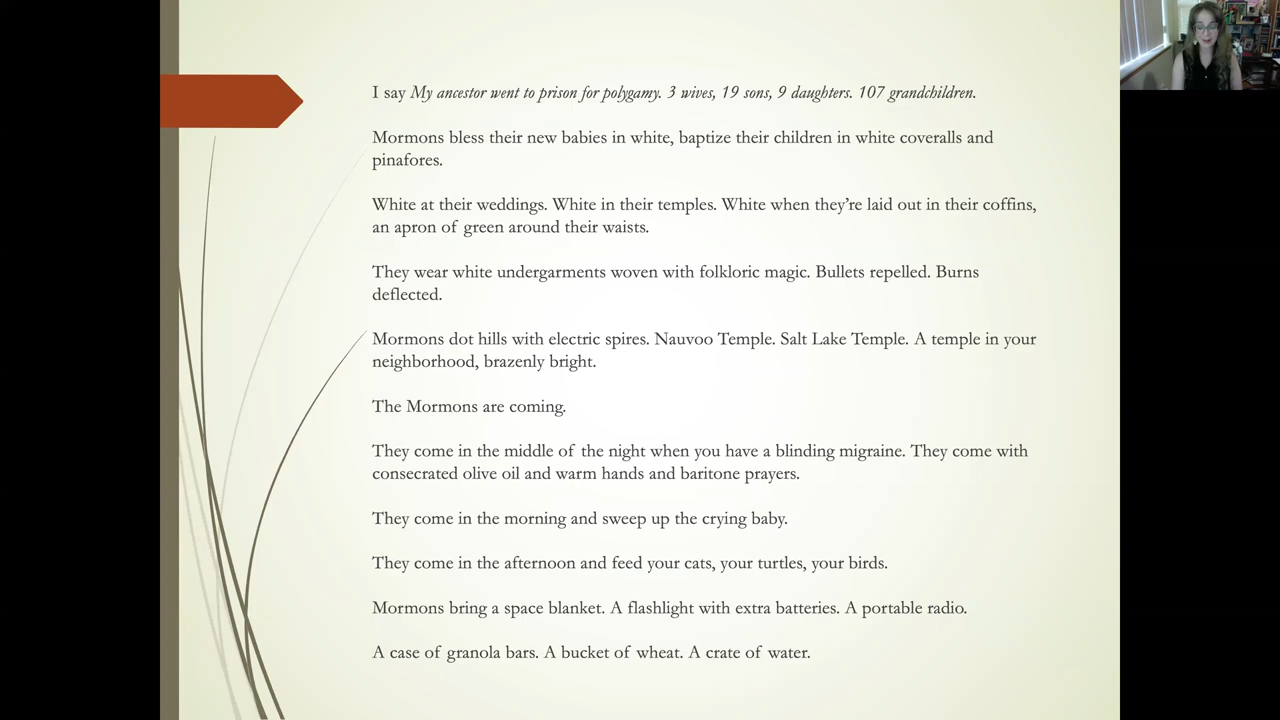 I say My ancestor went to prison for polygamy. 3 wives, 19 sons, 9 daughters. 107 grandchildren.
Mormons bless their new babies in white, baptize their children in white coveralls and
pinafores.
White at their weddings. White in their temples. White when they’re laid out in their coffins,
an apron of green around their waists.
They wear white undergarments woven with folkloric magic. Bullets repelled. Burns
deflected.
Mormons dot hills with electric spires. Nauvoo Temple. Salt Lake Temple. A temple in your
neighborhood, brazenly bright.
The Mormons are coming.
They come in the middle of the night when you have a blinding migraine. They come with
consecrated olive oil and warm hands and baritone prayers.
They come in the morning and sweep up the crying baby.
They come in the afternoon and feed your cats, your turtles, your birds.
Mormons bring a space blanket. A flashlight with extra batteries. A portable radio.
A case of granola bars. A bucket of wheat. A crate of water.